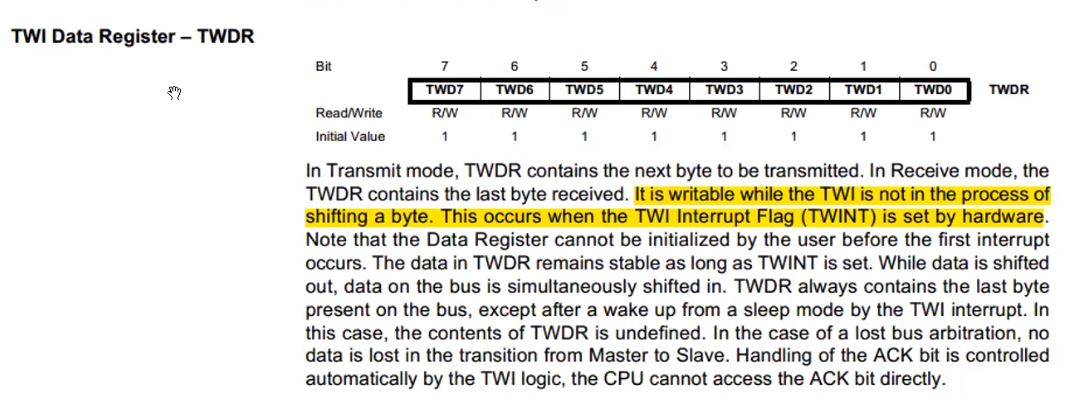 TWI Data Register – TWDR
Bit 7 6 5 4 3 2 1 0
TWD7 TWD6 TWD5 TWD4 TWD3 TWD2 TWD1 TWD0 TWDR
Read/Write R/W R/W R/W R/W R/W R/W R/W R/W
Initial Value 1 1 1 1 1 1 1 1
In Transmit mode, TWDR contains the next byte to be transmitted. In Receive mode, the
TWDR contains the last byte received. It is writable while the TWI is not in the process of
shifting a byte. This occurs when the TWI Interrupt Flag (TWINT) is set by hardware.
Note that the Data Register cannot be initialized by the user before the first interrupt
occurs. The data in TWDR remains stable as long as TWINT is set. While data is shifted
out, data on the bus is simultaneously shifted in. TWDR always contains the last byte
present on the bus, except after a wake up from a sleep mode by the TWI interrupt. In
this case, the contents of TWDR is undefined. In the case of a lost bus arbitration, no
data is lost in the transition from Master to Slave. Handling of the ACK bit is controlled
automatically by the TWI logic, the CPU cannot access the ACK bit directly.